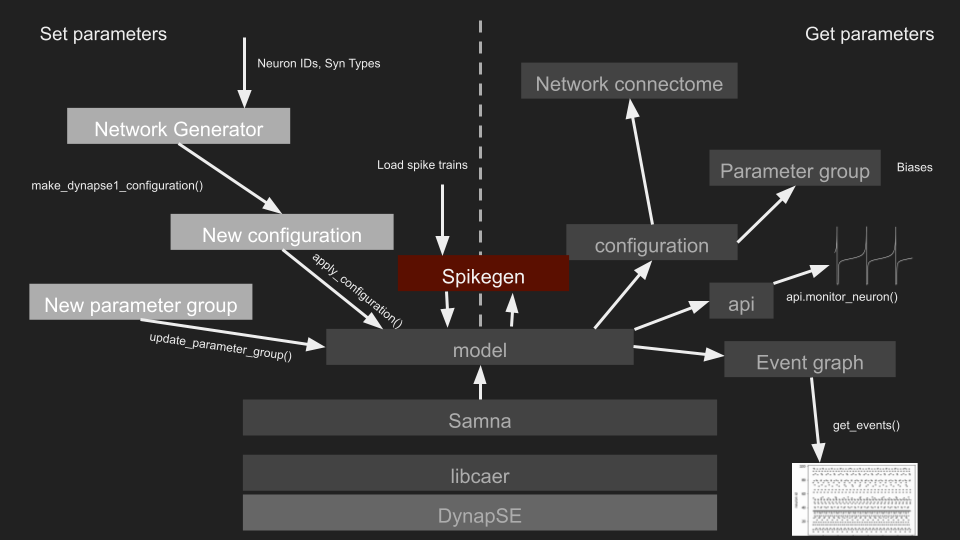 Set parameters
Get parameters
Neuron IDs, Syn Types
Network connectome
Network Generator
Load spike trains
Parameter group
Biases
make_dynapse1_configuration()
New configuration
configuration
apply_configuration()
Spikegen
New parameter group
api
api.monitor_neuron()
update_parameter_group()
model
Event graph
Samna
get_events()
libcaer
DynapSE